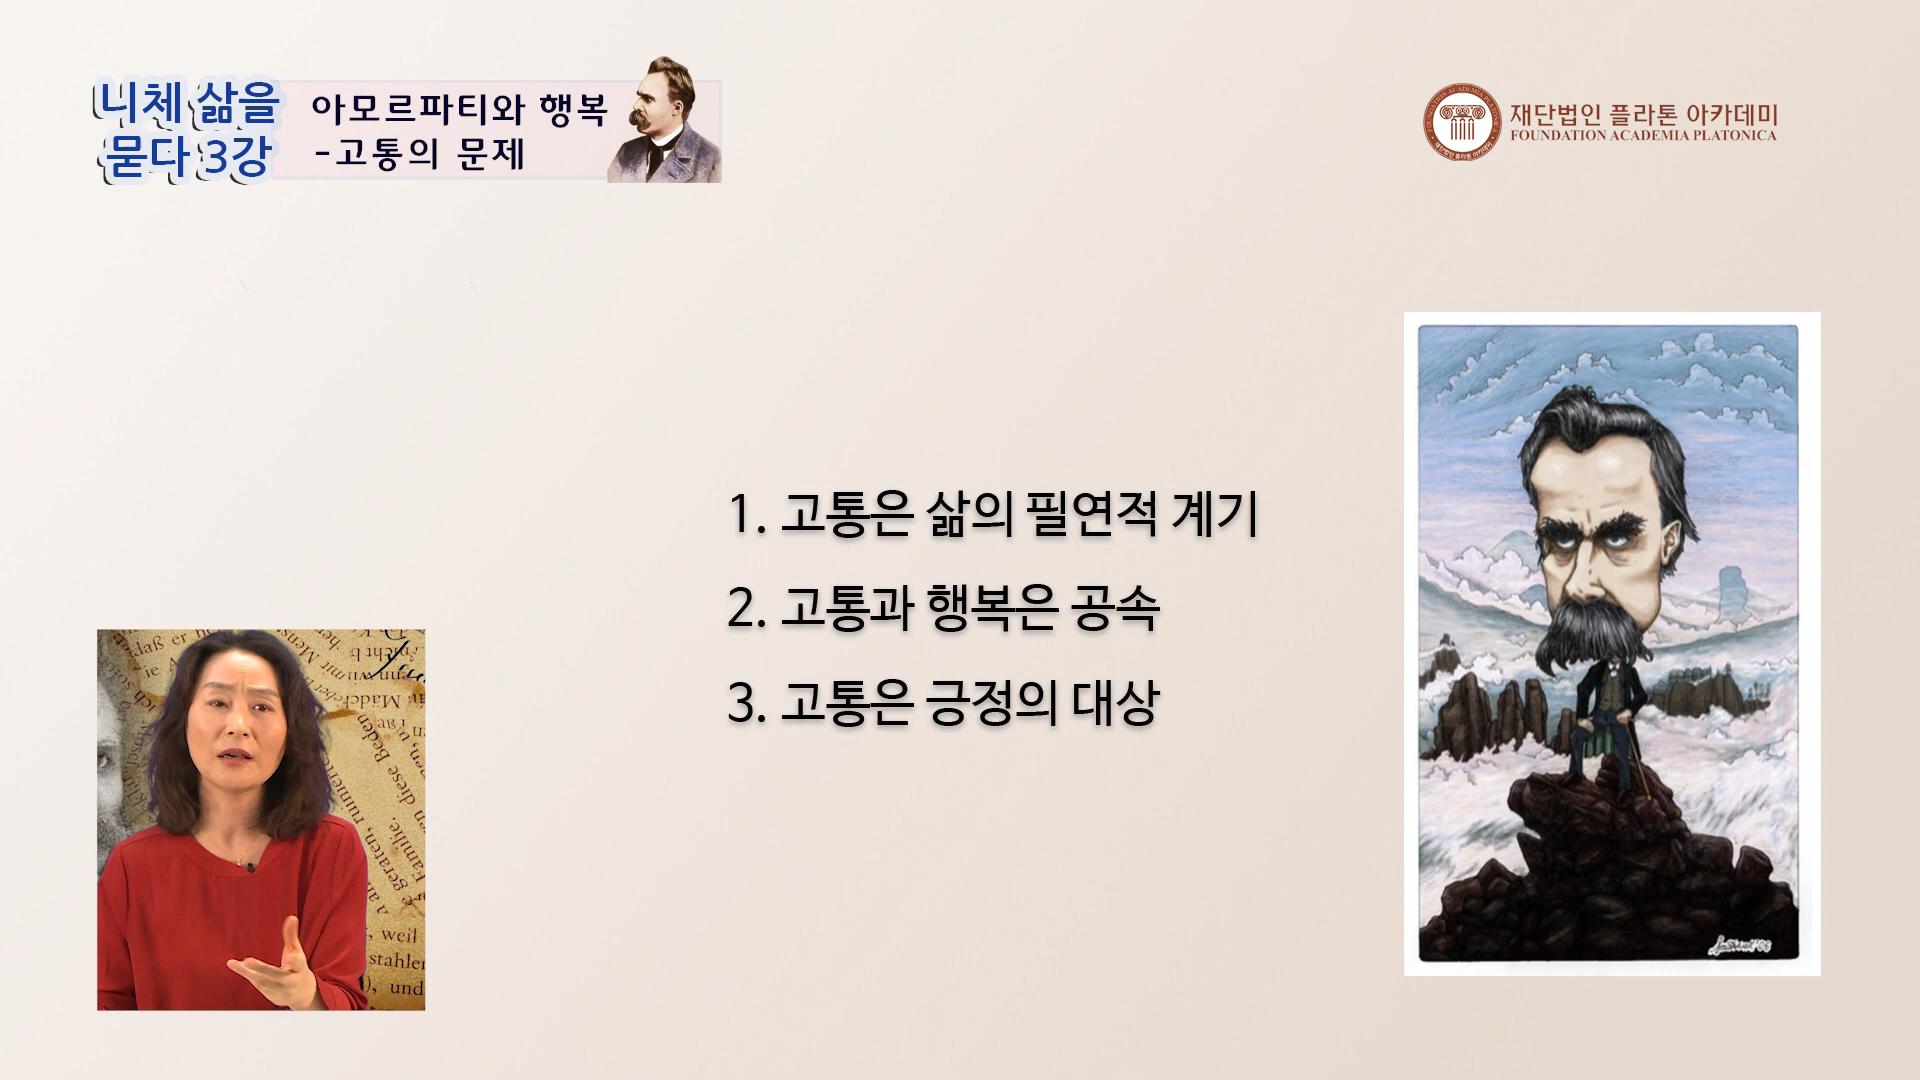 니체 삶을
묻다 3강
아모르파티와 행복
-고통의 문제
재단법인 플라톤 아카데미
FOUNDATION ACADEMIA PLATONICA
1. 고통은 삶의 필연적 계기
2. 고통과 행복은 공속
3. 고통은 긍정의 대상
weil
stahlen
), und